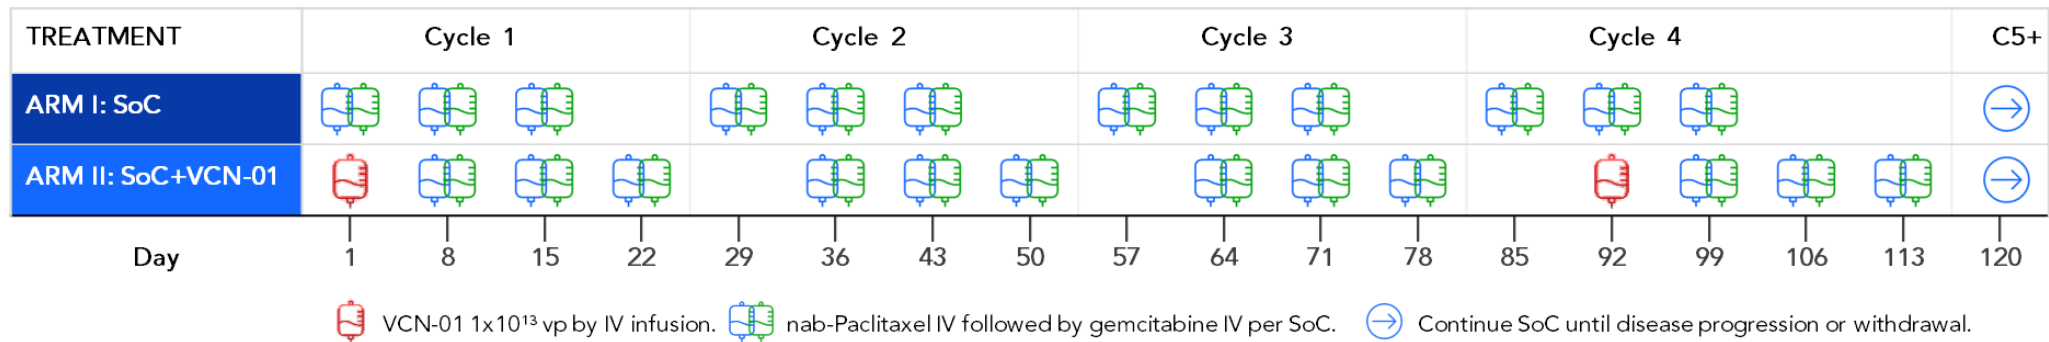 TREATMENT Cycle 1 Cycle 2 Cycle 3 Cycle 4 C5+
ARM I: SoC
ARM II: SoC+VCN-01
Day 1 8 15 22 29 36 43 50 57 64 71 78 85 92 99 106 113 120
VCN-01 1x10¹³ vp by IV infusion. nab-Paclitaxel IV followed by gemcitabine IV per SoC. Continue SoC until disease progression or withdrawal.